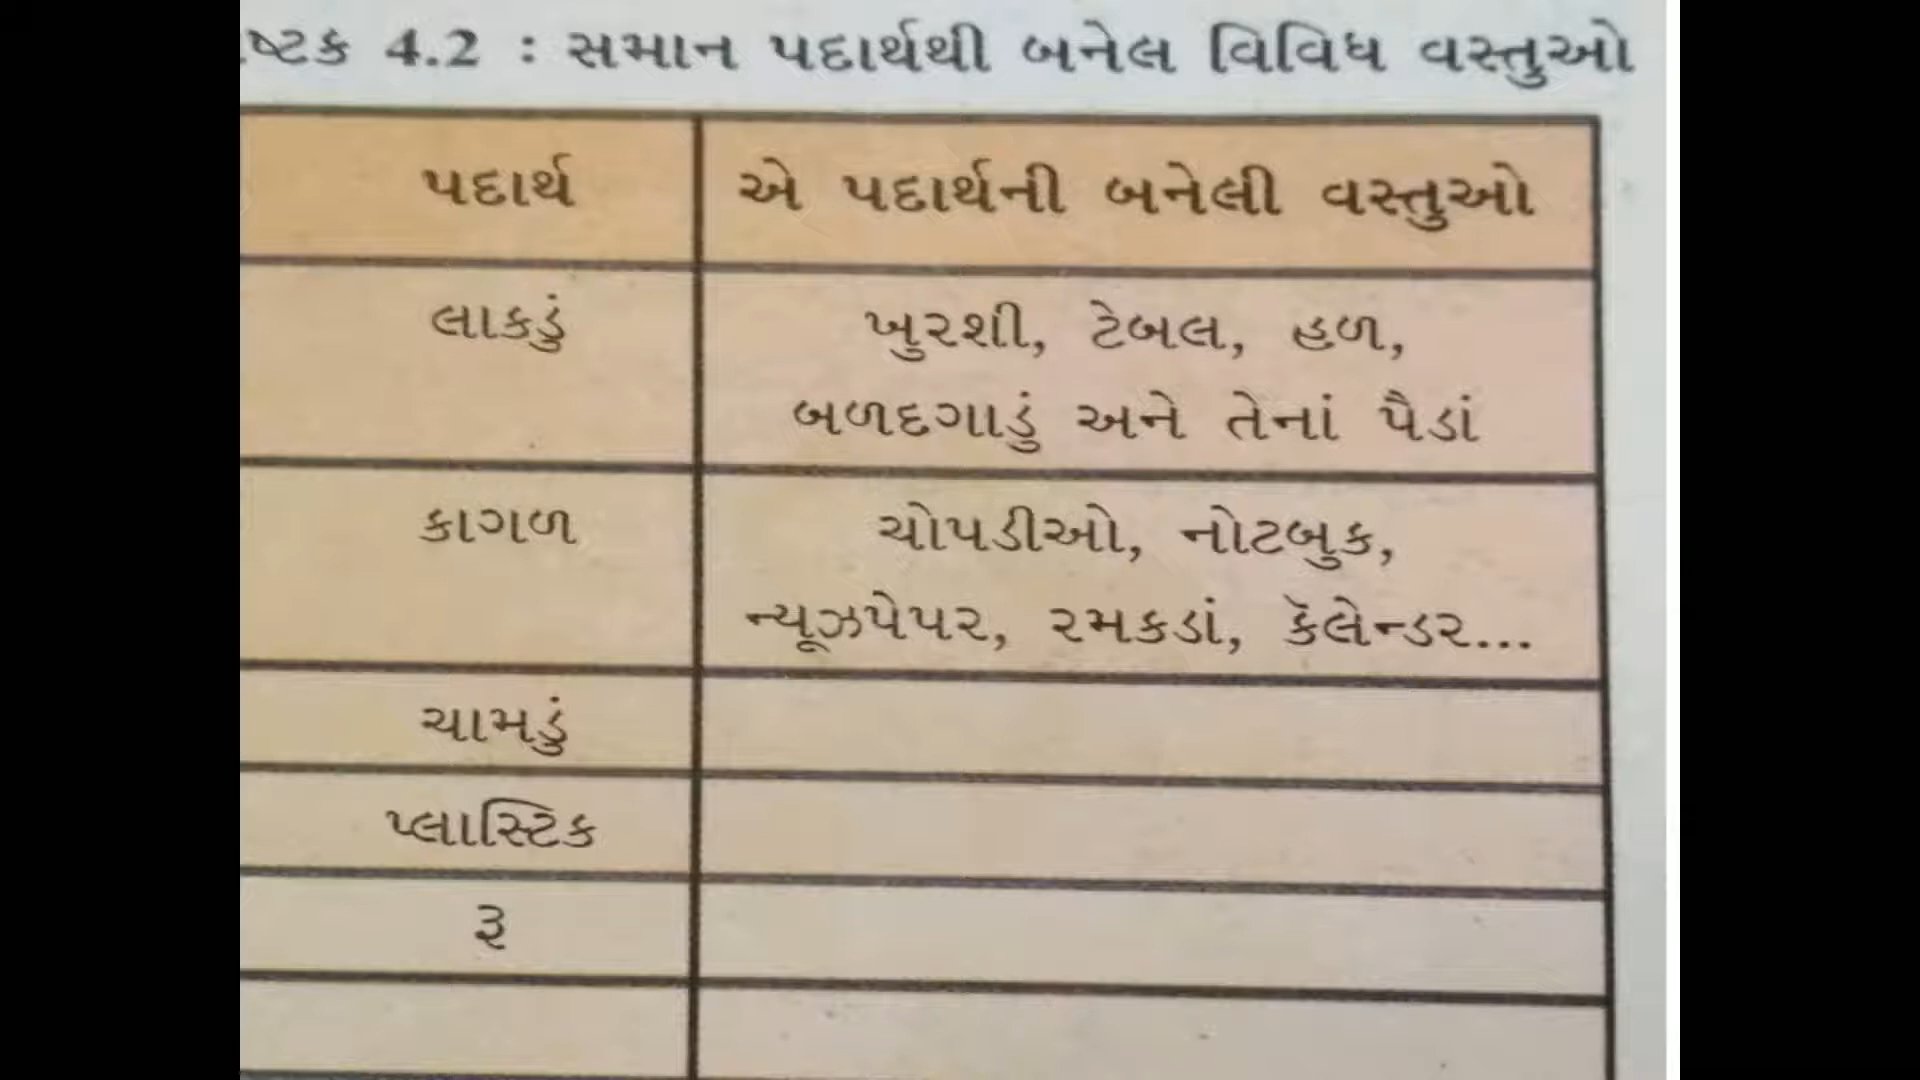 ષ્ટક 4.2 : સમાન પદાર્થથી બનેલ વિવિધ વસ્તુઓ
પદાર્થ એ પદાર્થની બનેલી વસ્તુઓ
લાકડું ખુરશી, ટેબલ, હળ,
બળદગાડું અને તેનાં પૈડાં
કાગળ ચોપડીઓ, નોટબુક,
ન્યૂઝપેપર, રમકડાં, કૅલેન્ડર...
ચામડું
પ્લાસ્ટિક
રૂ